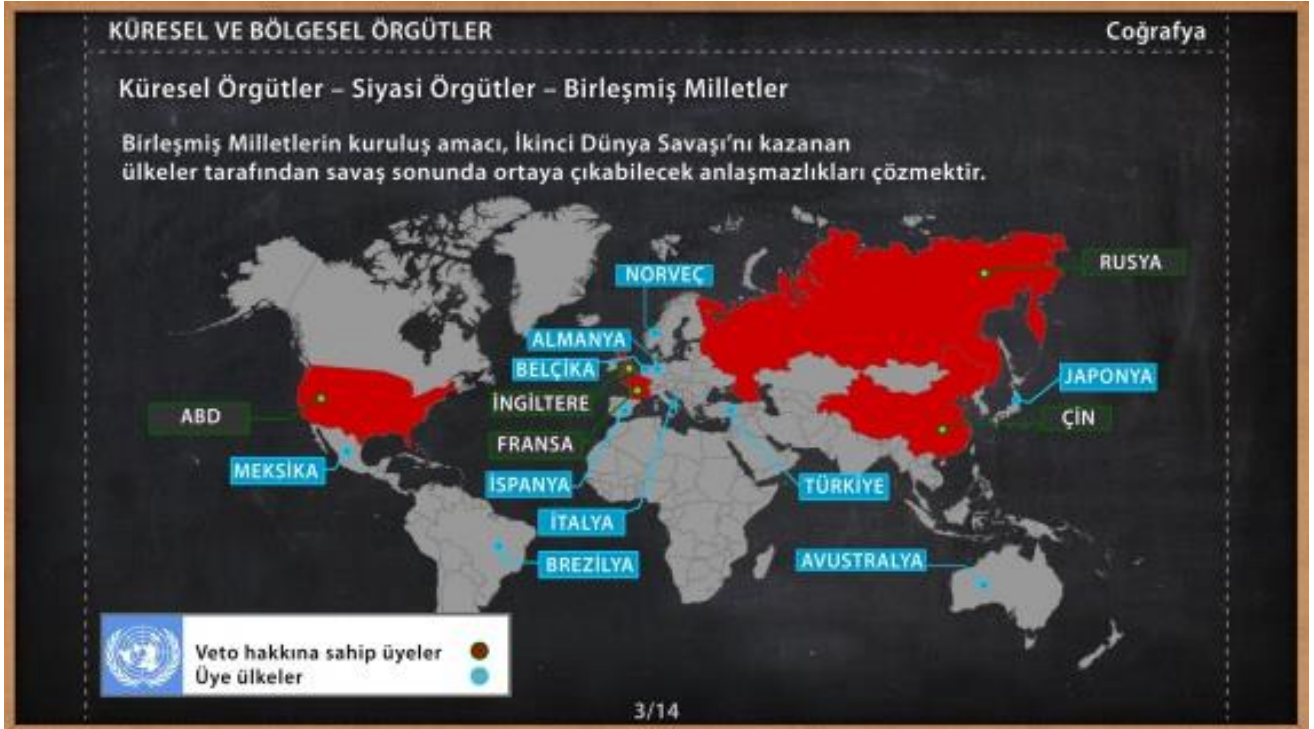 KÜRESEL VE BÖLGESEL ÖRGÜTLER
Coğrafya
Küresel Örgütler – Siyasi Örgütler – Birleşmiş Milletler
Birleşmiş Milletlerin kuruluş amacı, İkinci Dünya Savaşı’nı kazanan
ülkeler tarafından savaş sonunda ortaya çıkabilecek anlaşmazlıkları çözmektir.
RUSYA
NORVEÇ
ALMANYA
BELÇİKA
JAPONYA
İNGİLTERE
ABD
ÇİN
FRANSA
MEKSİKA
İSPANYA
TÜRKİYE
İTALYA
BREZİLYA
AVUSTRALYA
Veto hakkına sahip üyeler
Üye ülkeler
3/14